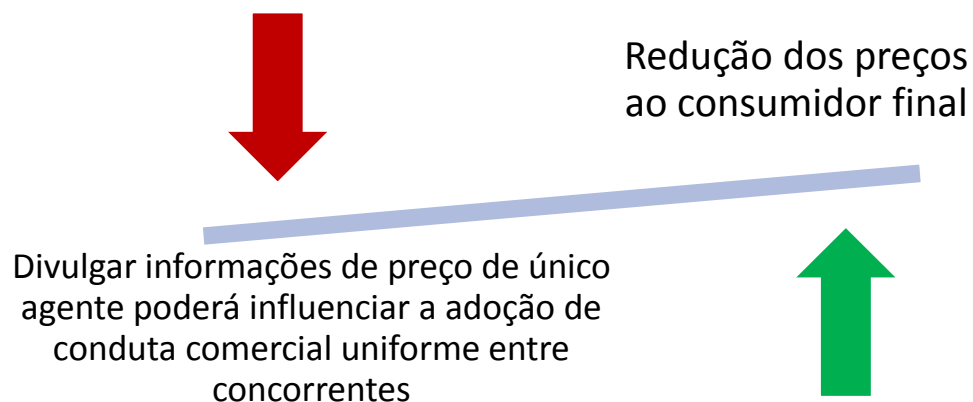 Redução dos preços
ao consumidor final
Divulgar informações de preço de único
agente poderá influenciar a adoção de
conduta comercial uniforme entre
concorrentes